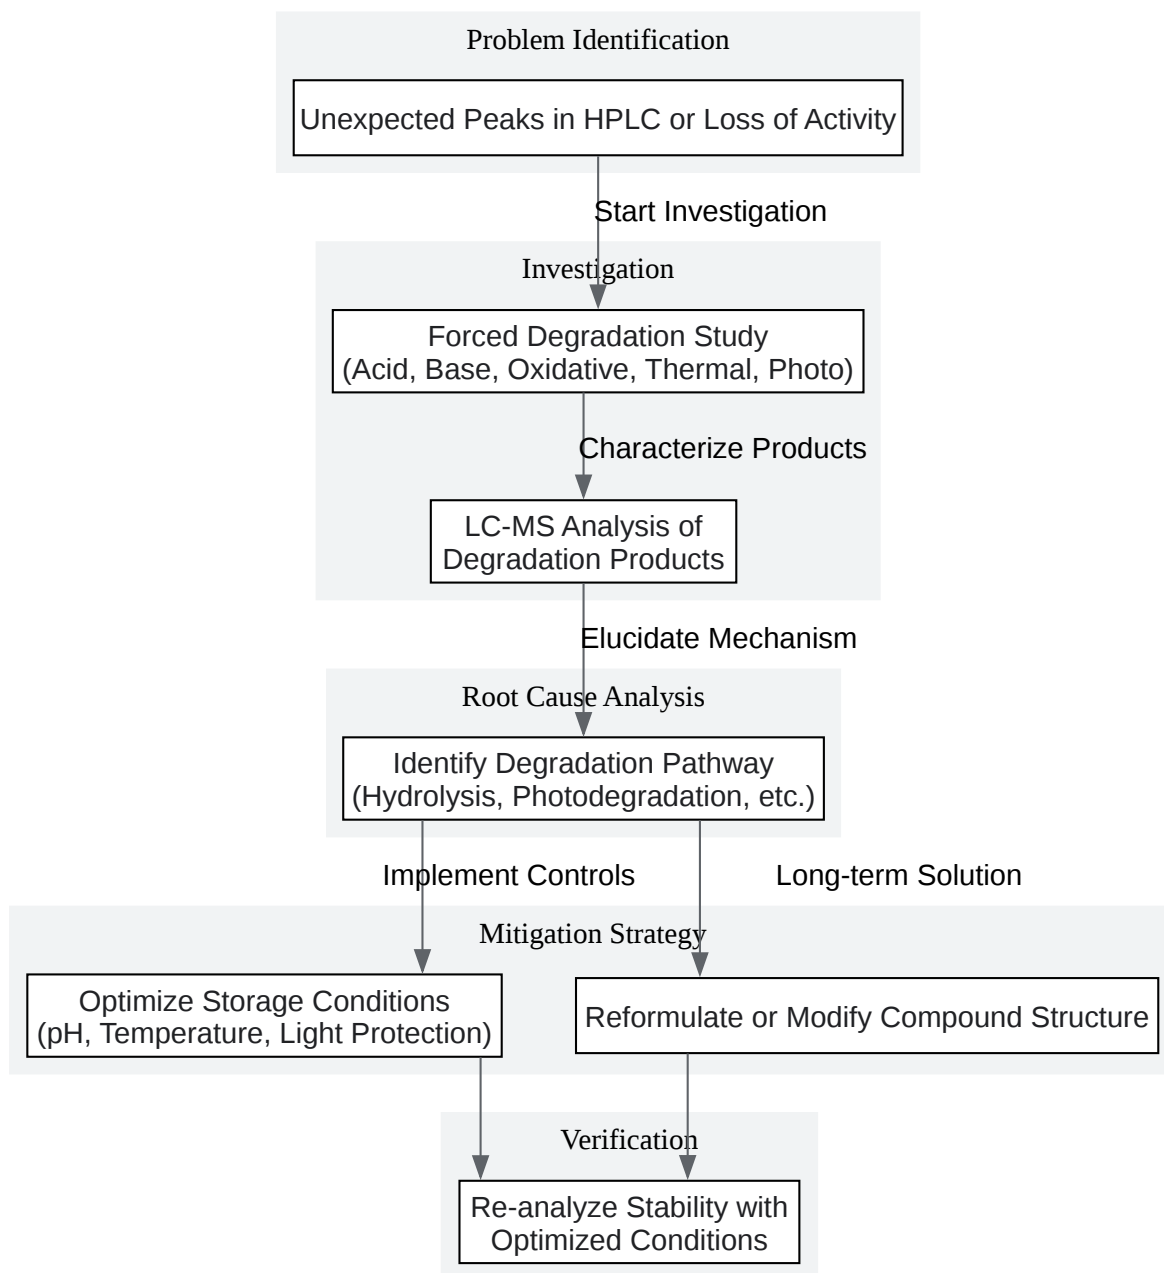 Problem Identification
Unexpected Peaks in HPLC or Loss of Activity
Start Investigation
Investigation
Forced Degradation Study
(Acid, Base, Oxidative, Thermal, Photo)
Characterize Products
LC-MS Analysis of
Degradation Products
Elucidate Mechanism
Root Cause Analysis
Identify Degradation Pathway
(Hydrolysis, Photodegradation, etc.)
Implement Controls
Long-term Solution
Mitigation Strategy
Optimize Storage Conditions
(pH, Temperature, Light Protection)
Reformulate or Modify Compound Structure
Verification
Re-analyze Stability with
Optimized Conditions